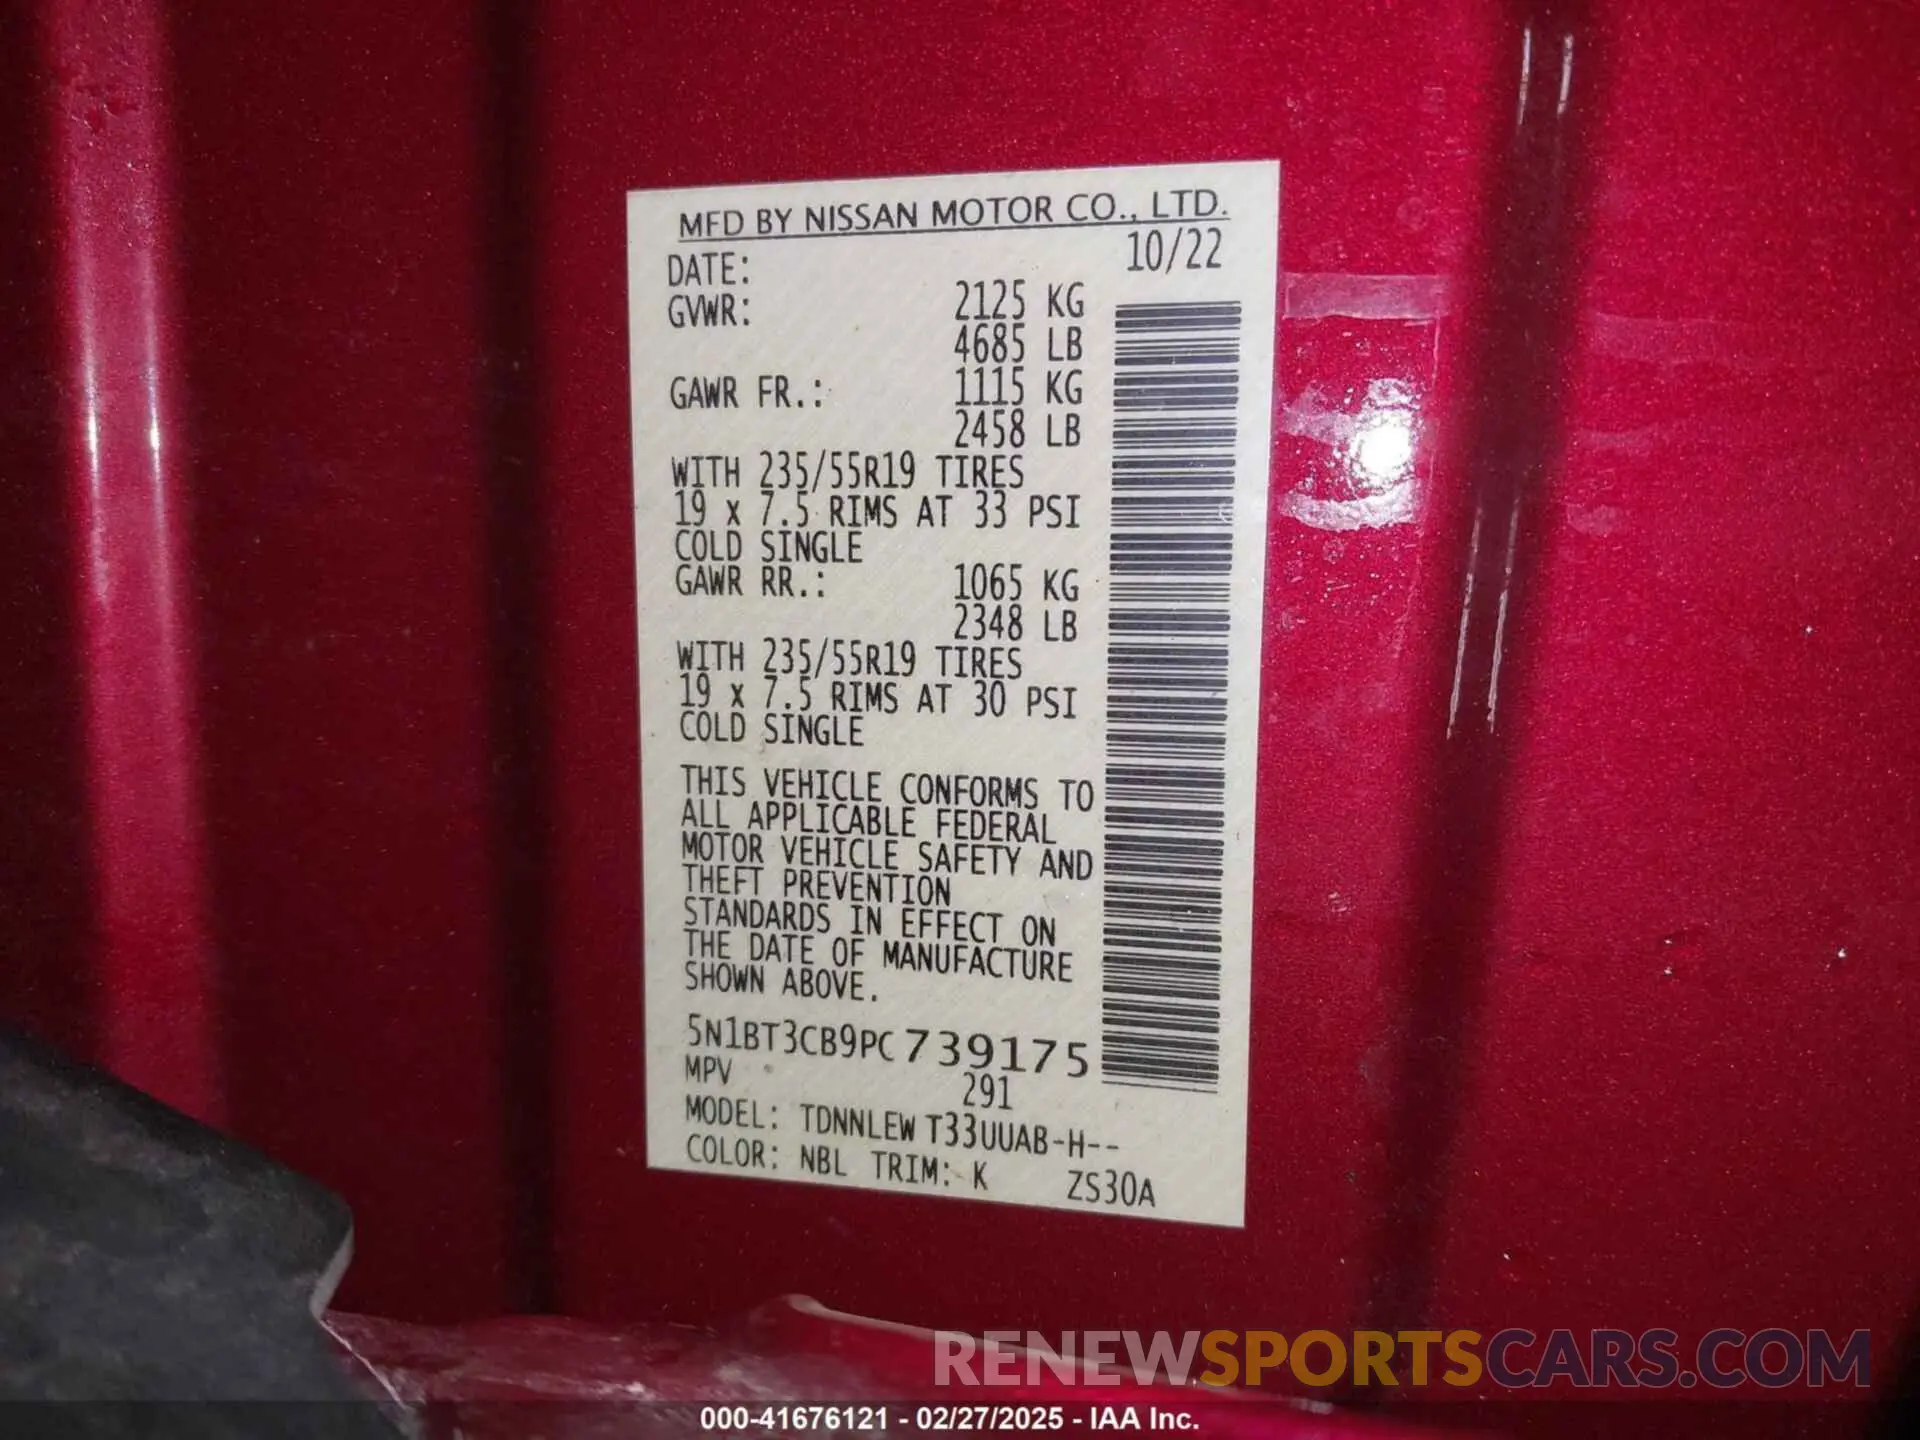 MFD BY NISSAN MOTOR CO., LTD.
DATE: 10/22
GVWR: 2125 KG
4685 LB
GAWR FR.: 1115 KG
2458 LB
WITH 235/55R19 TIRES
19 x 7.5 RIMS AT 33 PSI
COLD SINGLE
GAWR RR.: 1065 KG
2348 LB
WITH 235/55R19 TIRES
19 x 7.5 RIMS AT 30 PSI
COLD SINGLE
THIS VEHICLE CONFORMS TO
ALL APPLICABLE FEDERAL
MOTOR VEHICLE SAFETY AND
THEFT PREVENTION
STANDARDS IN EFFECT ON
THE DATE OF MANUFACTURE
SHOWN ABOVE.
5N1BT3CB9PC739175
MPV 291
MODEL: TDNNLEW T33UUAB-H--
COLOR: NBL TRIM: K ZS30A
RENEWSPORTSCARS.COM
000-41676121 - 02/27/2025 - IAA Inc.